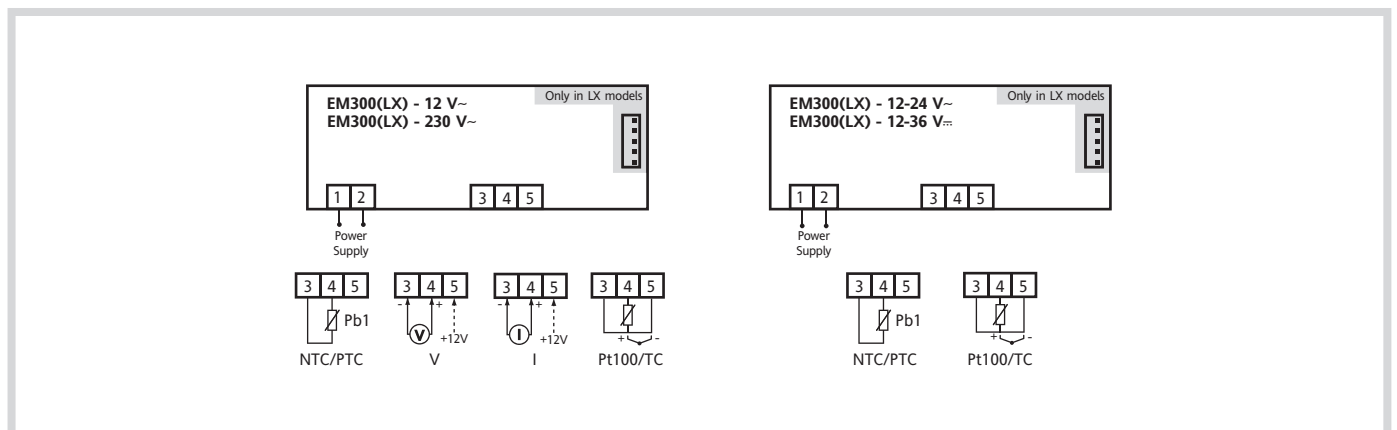 EM300(LX) - 12 V~
EM300(LX) - 230 V~
Only in LX models
1 2
3 4 5
Power
Supply
3 4 5
Pb1
NTC/PTC
3 4 5
- +
V
+12V
V
3 4 5
- +
I
+12V
I
3 4 5
+ -
Pt100/TC
EM300(LX) - 12-24 V~
EM300(LX) - 12-36 V⎓
Only in LX models
1 2
3 4 5
Power
Supply
3 4 5
Pb1
NTC/PTC
3 4 5
+ -
Pt100/TC